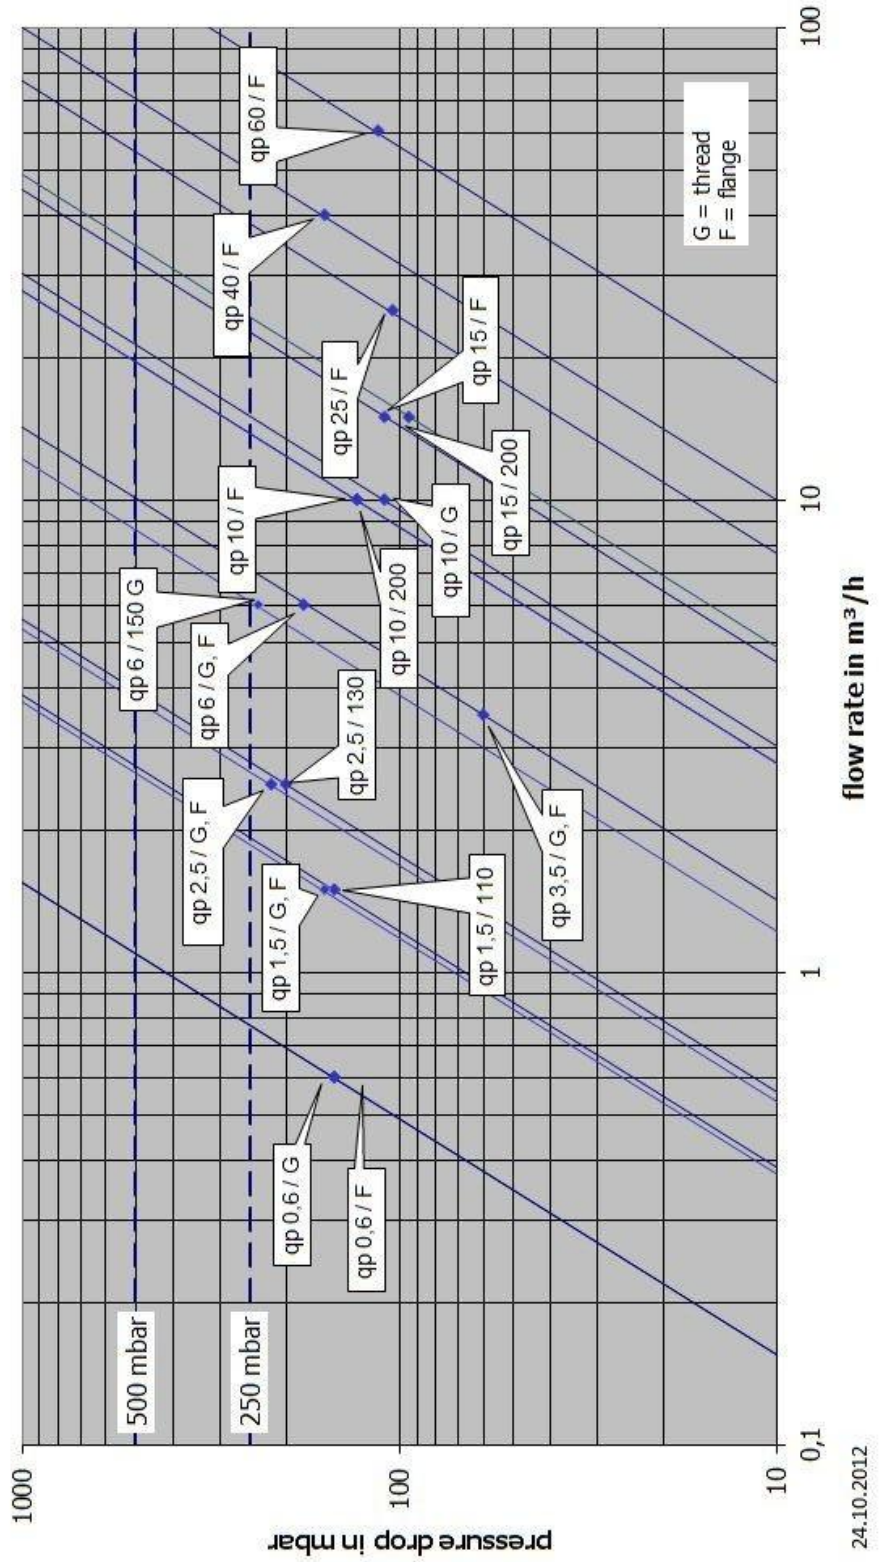 1000
100
10
pressure drop in mbar
500 mbar
250 mbar
qp 0,6 / G
qp 0,6 / F
qp 1,5 / G, F
qp 1,5 / 110
qp 2,5 / G, F
qp 2,5 / 130
qp 3,5 / G, F
qp 6 / G, F
qp 6 / 150 G
qp 10 / F
qp 10 / 200
qp 10 / G
qp 15 / 200
qp 15 / F
qp 25 / F
qp 40 / F
qp 60 / F
G = thread
F = flange
0,1
1
10
100
flow rate in m³/h
24.10.2012